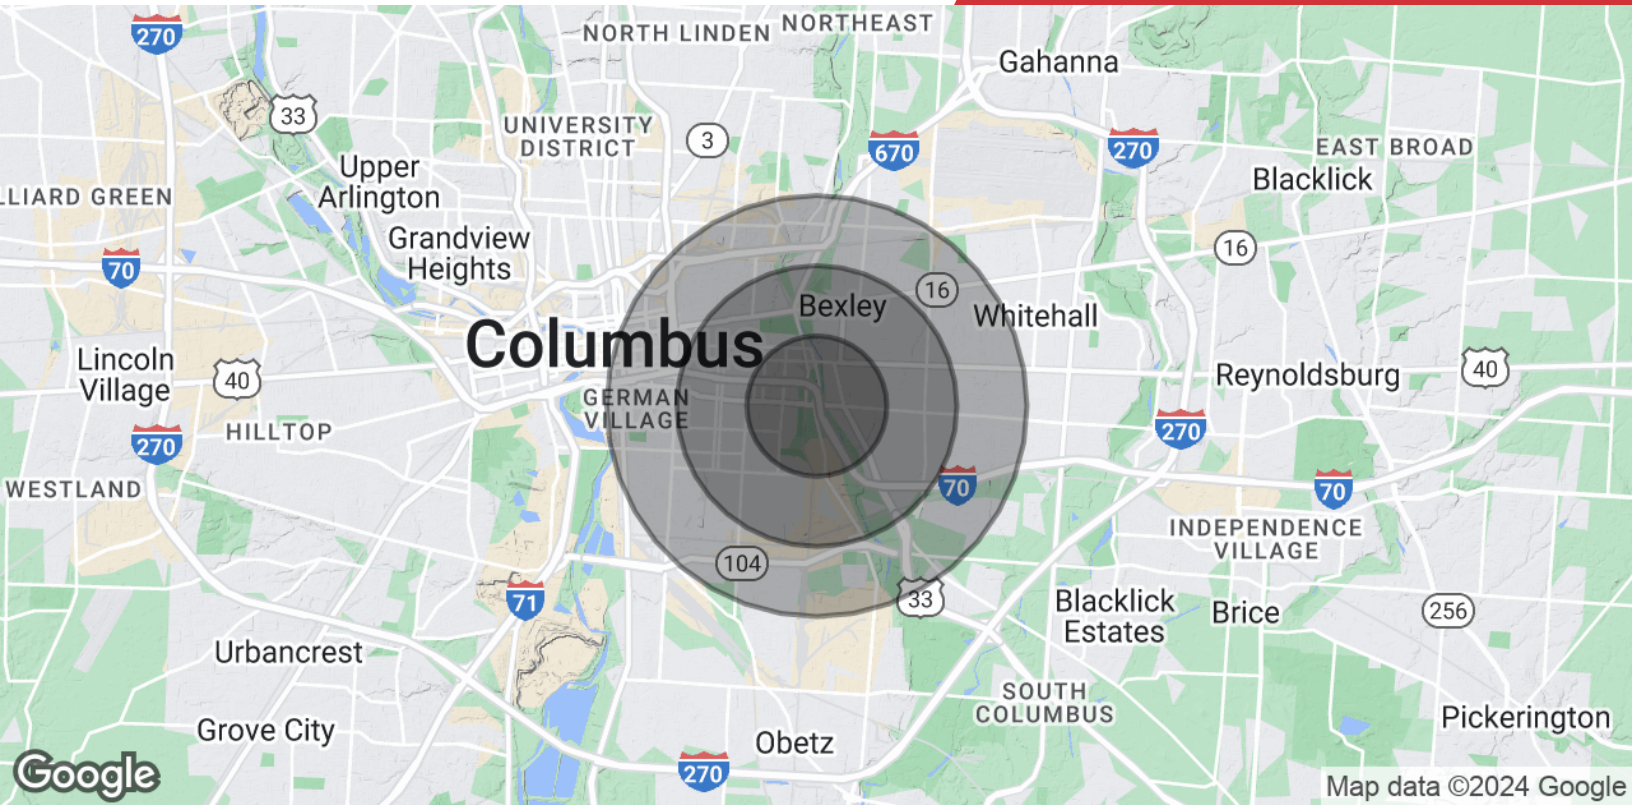 270
NORTH LINDEN
NORTHEAST
Gahanna
33
UNIVERSITY
DISTRICT
3
670
270
EAST BROAD
Blacklick
Upper
Arlington
LLIARD GREEN
Grandview
Heights
70
16
16
Bexley
Whitehall
Columbus
Lincoln
Village
40
Reynoldsburg
40
GERMAN
VILLAGE
HILLTOP
270
270
WESTLAND
70
70
INDEPENDENCE
VILLAGE
104
71
33
Blacklick
Estates
Brice
256
Urbancrest
SOUTH
COLUMBUS
Pickerington
Grove City
Obetz
270
Google
Map data ©2024 Google